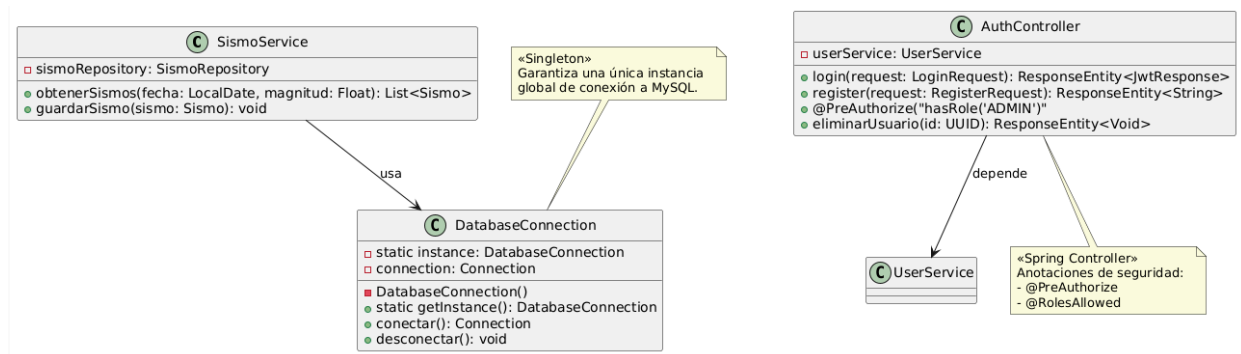 C SismoService
sismoRepository: SismoRepository
obtenerSismos(fecha: LocalDate, magnitud: Float): List<Sismo>
guardarSismo(sismo: Sismo): void
«Singleton»
Garantiza una única instancia
global de conexión a MySQL.
usa
C DatabaseConnection
static instance: DatabaseConnection
connection: Connection
DatabaseConnection()
static getInstance(): DatabaseConnection
conectar(): Connection
desconectar(): void
C AuthController
userService: UserService
login(request: LoginRequest): ResponseEntity<JwtResponse>
register(request: RegisterRequest): ResponseEntity<String>
@PreAuthorize("hasRole('ADMIN')"
eliminarUsuario(id: UUID): ResponseEntity<Void>
depende
C UserService
«Spring Controller»
Anotaciones de seguridad:
- @PreAuthorize
- @RolesAllowed